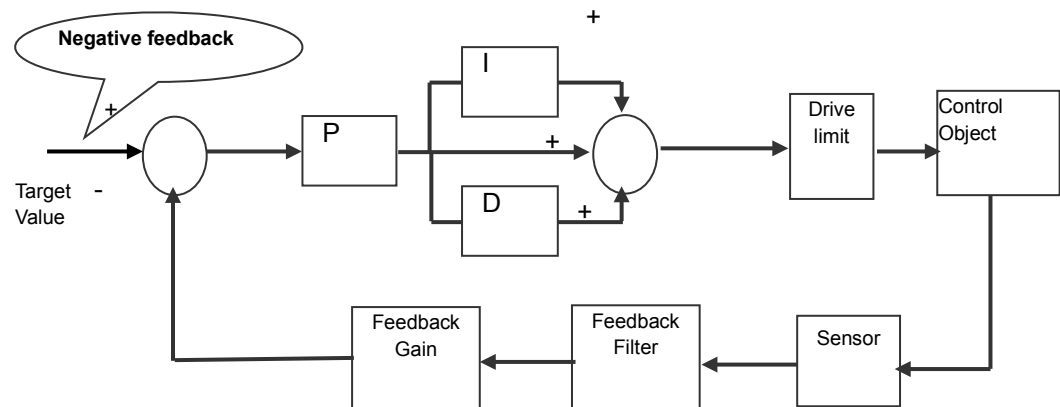 +
Negative feedback
I
+
P
Drive
limit
Control
Object
+
Target
Value
-
D
+
Feedback
Gain
Feedback
Filter
Sensor